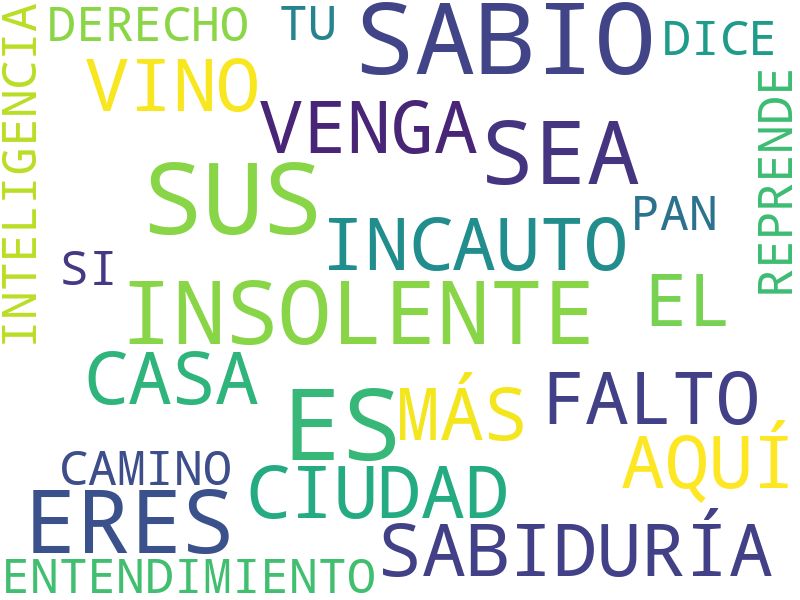 INTELIGENCIA
DERECHO
TU
SABIO
DICE
VINO
VENGA
SEA
REPRENDE
SUS
INCAUTO
PAN
SI
INSOLENTE
EL
CASA
ES
MÁS
FALTO
AQUÍ
CAMINO
CIUDAD
ERES
SABIDURÍA
ENTENDIMIENTO